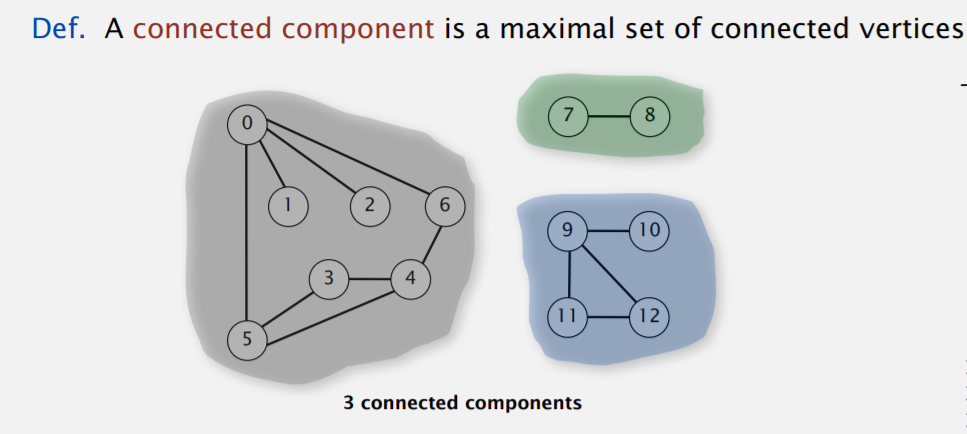 Def. A connected component is a maximal set of connected vertices
0
7 8
1 2 6
9 10
3 4
11 12
5
3 connected components